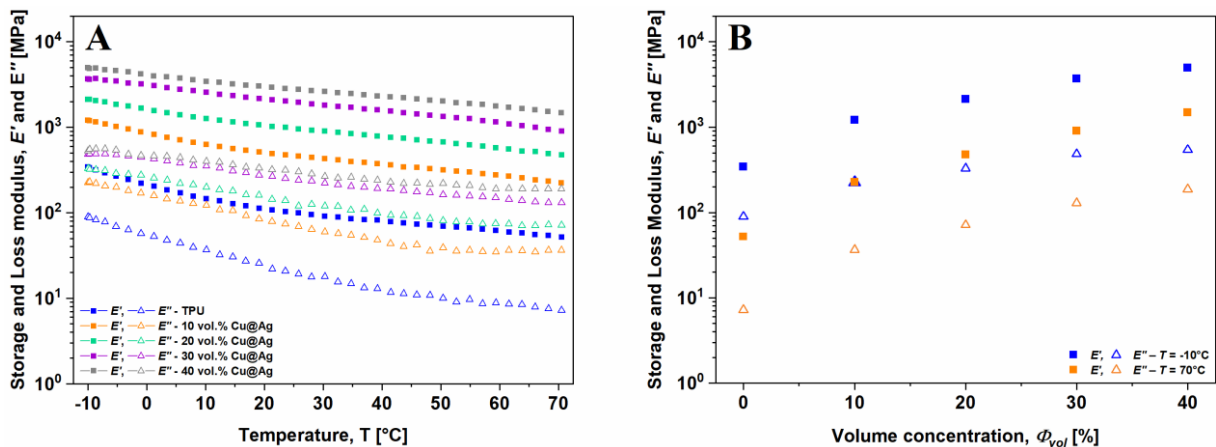 A
Storage and Loss modulus, E' and E'' [MPa]
10⁴
10³
10²
10¹
10⁰
E', E'' - TPU
E', E'' - 10 vol.% Cu@Ag
E', E'' - 20 vol.% Cu@Ag
E', E'' - 30 vol.% Cu@Ag
E', E'' - 40 vol.% Cu@Ag
-10 0 10 20 30 40 50 60 70
Temperature, T [°C]
B
Storage and Loss Modulus, E' and E'' [MPa]
10⁴
10³
10²
10¹
10⁰
E', E'' – T = -10°C
E', E'' – T = 70°C
0 10 20 30 40
Volume concentration, Φvol [%]